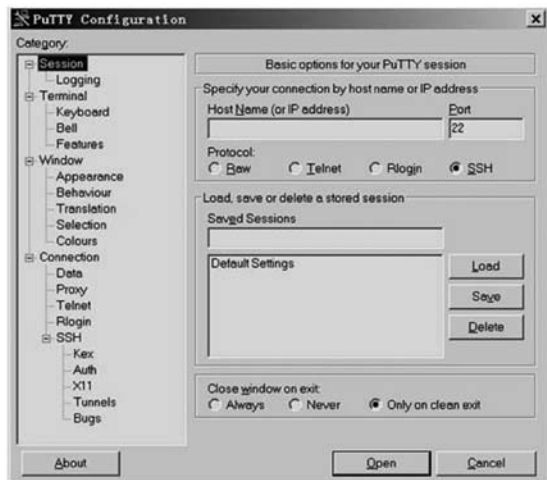 PuTTY Configuration
Category:
Session
Logging
Terminal
Keyboard
Bell
Features
Window
Appearance
Behaviour
Translation
Selection
Colours
Connection
Data
Proxy
Telnet
Rlogin
SSH
Kex
Auth
X11
Tunnels
Bugs
Basic options for your PuTTY session
Specify your connection by host name or IP address
Host Name (or IP address) Port
22
Protocol:
Raw Telnet Rlogin SSH
Load, save or delete a stored session
Saved Sessions
Default Settings
Load
Save
Delete
Close window on exit:
Always Never Only on clean exit
About Open Cancel